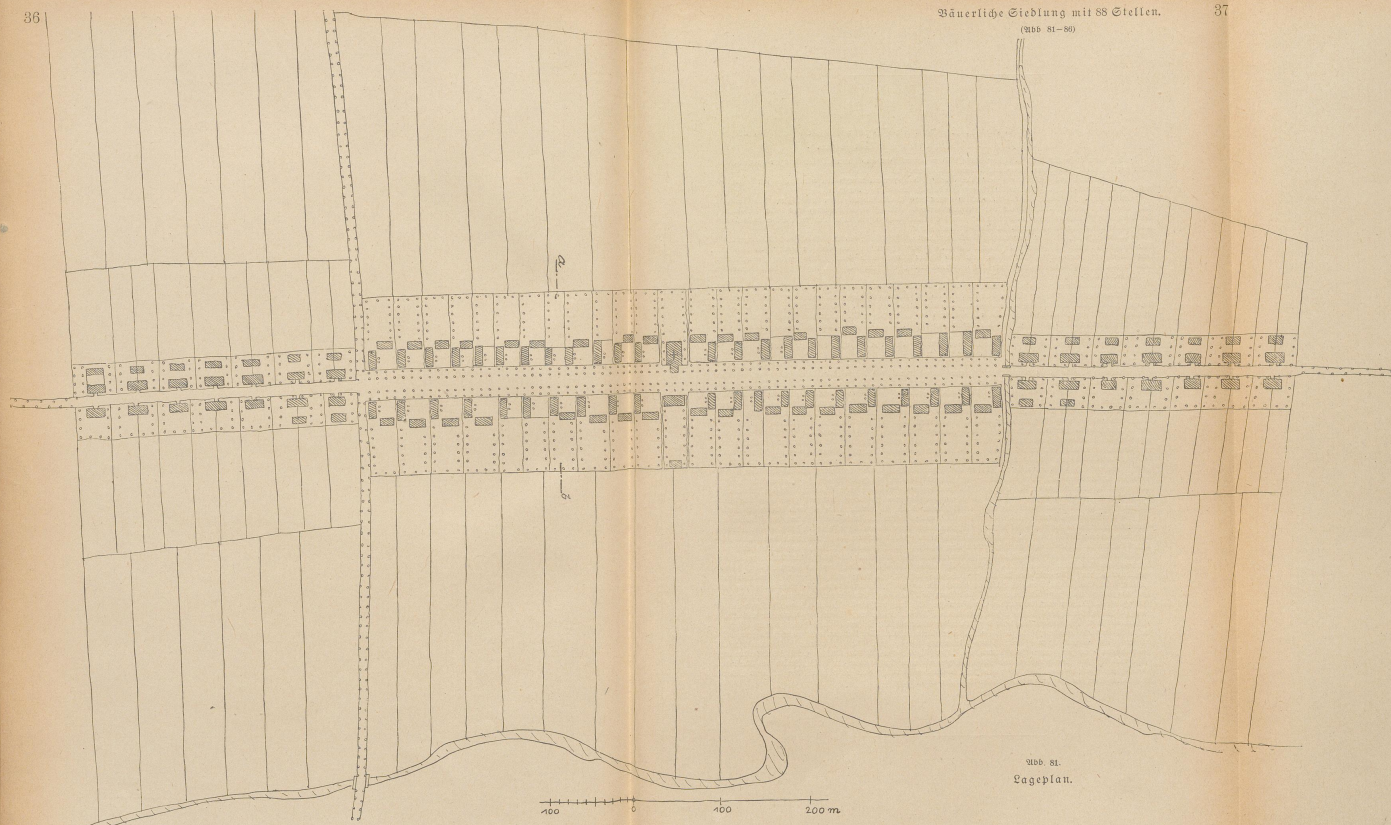 36
Bäuerliche Siedlung mit 88 Stellen.
37
(Abb 81–86)
a
a
Abb 81.
Lageplan.
100 0 100 200 m